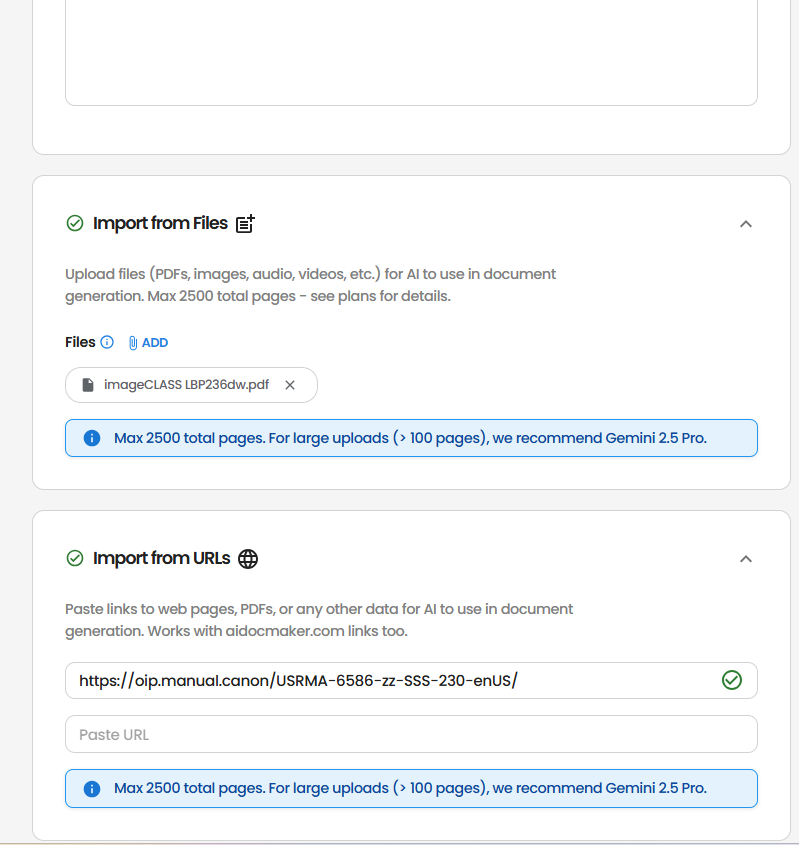 Import from Files
Upload files (PDFs, images, audio, videos, etc.) for AI to use in document
generation. Max 2500 total pages - see plans for details.
Files ADD
imageCLASS LBP236dw.pdf
Max 2500 total pages. For large uploads (> 100 pages), we recommend Gemini 2.5 Pro.
Import from URLs
Paste links to web pages, PDFs, or any other data for AI to use in document
generation. Works with aidocmaker.com links too.
https://oip.manual.canon/USRMA-6586-zz-SSS-230-enUS/
Paste URL
Max 2500 total pages. For large uploads (> 100 pages), we recommend Gemini 2.5 Pro.